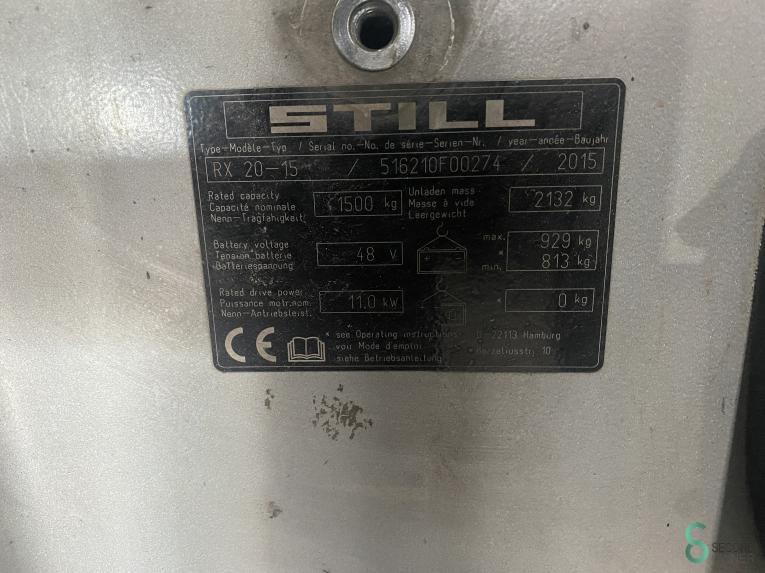 STILL
Type-Modèle-Typ / Serial no.-No. de série-Serien-Nr. / year-année-Baujahr
RX 20-15 / 516210F00274 / 2015
Rated capacity
Capacité nominale
Nenn-Tragfähigkeit
1500 kg
Unladen mass
Masse à vide
Leergewicht
2132 kg
Battery voltage
Tension batterie
Batteriespannung
48 V
max. 929 kg
*
min. 813 kg
Rated drive power
Puissance motr.nom.
Nenn-Antriebsleist.
11.0 kW
* 0 kg
CE
* see Operating instructions
voir Mode d'emploi
siehe Betriebsanleitung
D-22113 Hamburg
Berzeliusstr. 10